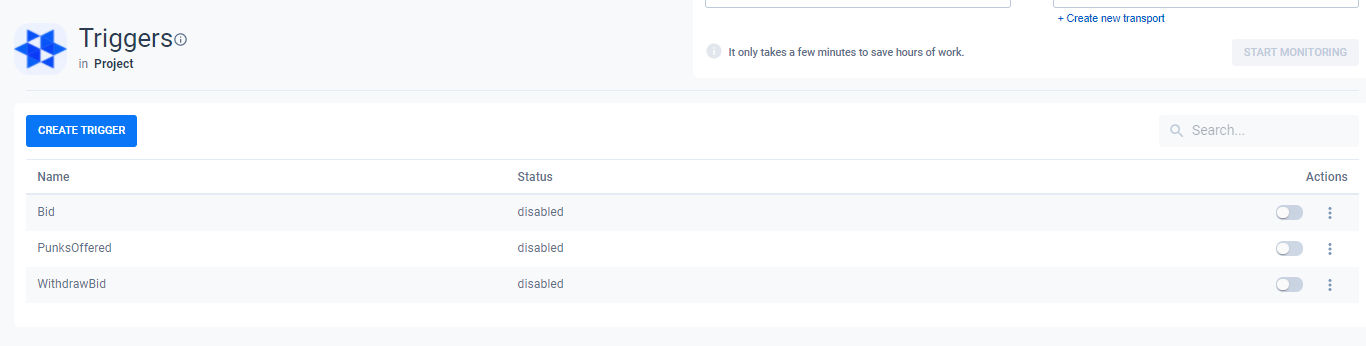 + Create new transport
Triggers
in Project
It only takes a few minutes to save hours of work.
START MONITORING
CREATE TRIGGER
Search...
Name Status Actions
Bid disabled
PunksOffered disabled
WithdrawBid disabled